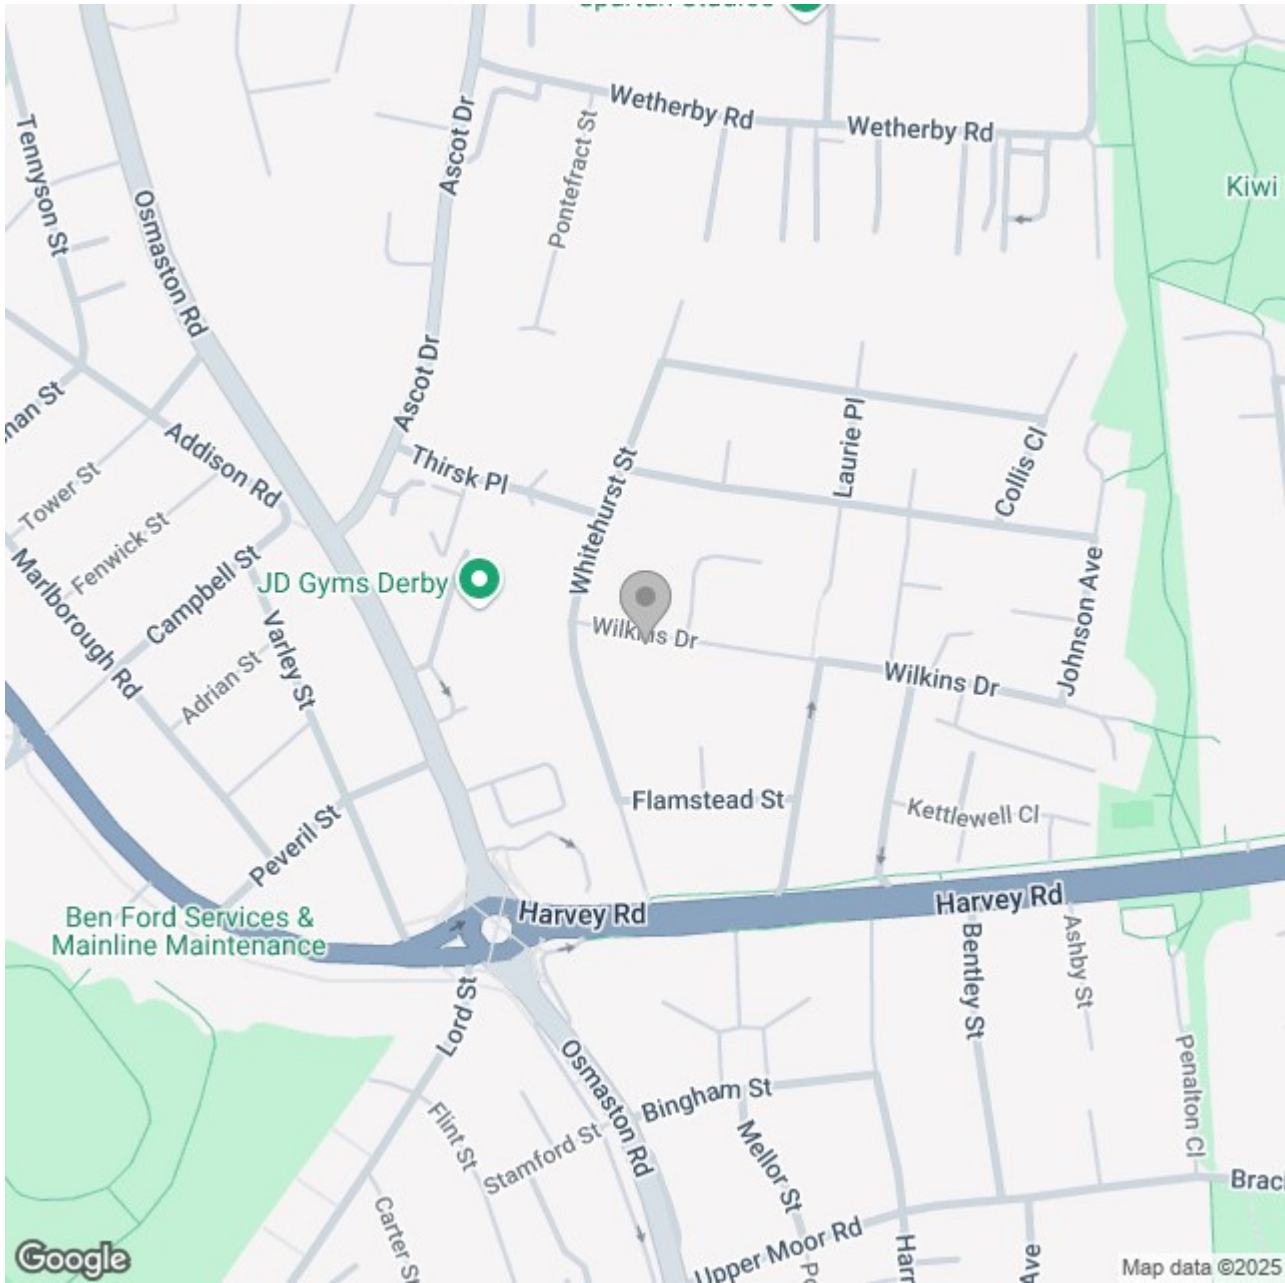 Wetherby Rd
Wetherby Rd
Tennyson St
Ascot Dr
Pontefract St
Kiwi
Osmaston Rd
Ascot Dr
Addison Rd
Thirsk Pl
Whitehurst St
Laurie Pl
Collis Cl
Tower St
Fenwick St
Marlborough Rd
Campbell St
JD Gyms Derby
Johnson Ave
Varley St
Adrian St
Wilkins Dr
Wilkins Dr
Flamstead St
Kettlewell Cl
Peveril St
Harvey Rd
Harvey Rd
Ben Ford Services &
Mainline Maintenance
Bentley St
Ashby St
Lord St
Osmaston Rd
Bingham St
Penalton Cl
Flint St
Stamford St
Mellor St
Carter St
Upper Moor Rd
Google
Map data ©2025